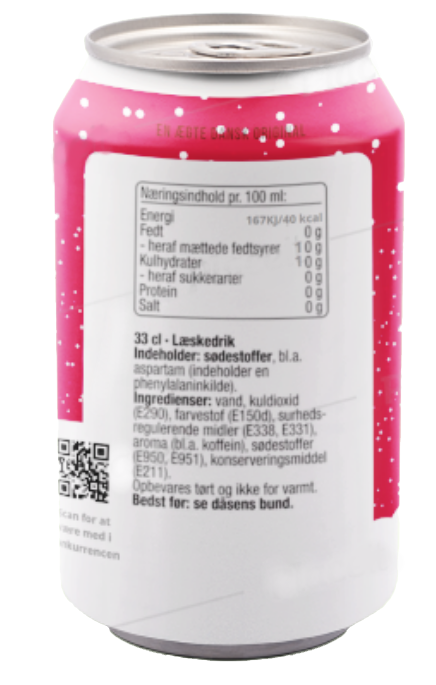 EN ÆGTE DANSK ORIGINAL
Næringsindhold pr. 100 ml:
Energi 167KJ/40 kcal
Fedt 0 g
- heraf mættede fedtsyrer 10 g
Kulhydrater 10 g
- heraf sukkerarter 0 g
Protein 0 g
Salt 0 g
33 cl · Læskedrik
Indeholder: sødestoffer, bl.a.
aspartam (indeholder en
phenylalaninkilde).
Ingredienser: vand, kuldioxid
(E290), farvestof (E150d), surheds-
regulerende midler (E338, E331),
aroma (bl.a. koffein), sødestoffer
(E950, E951), konserveringsmiddel
(E211).
Opbevares tørt og ikke for varmt.
Bedst før: se dåsens bund.
scan for at
være med i
nkurrencen